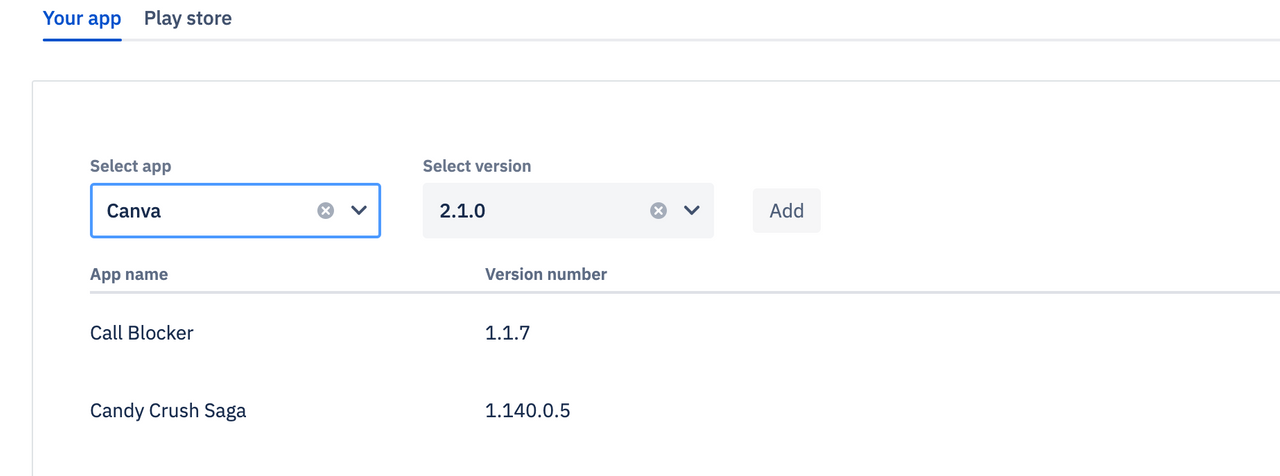 Your app Play store
Select app Select version
Canva 2.1.0 Add
App name Version number
Call Blocker 1.1.7
Candy Crush Saga 1.140.0.5